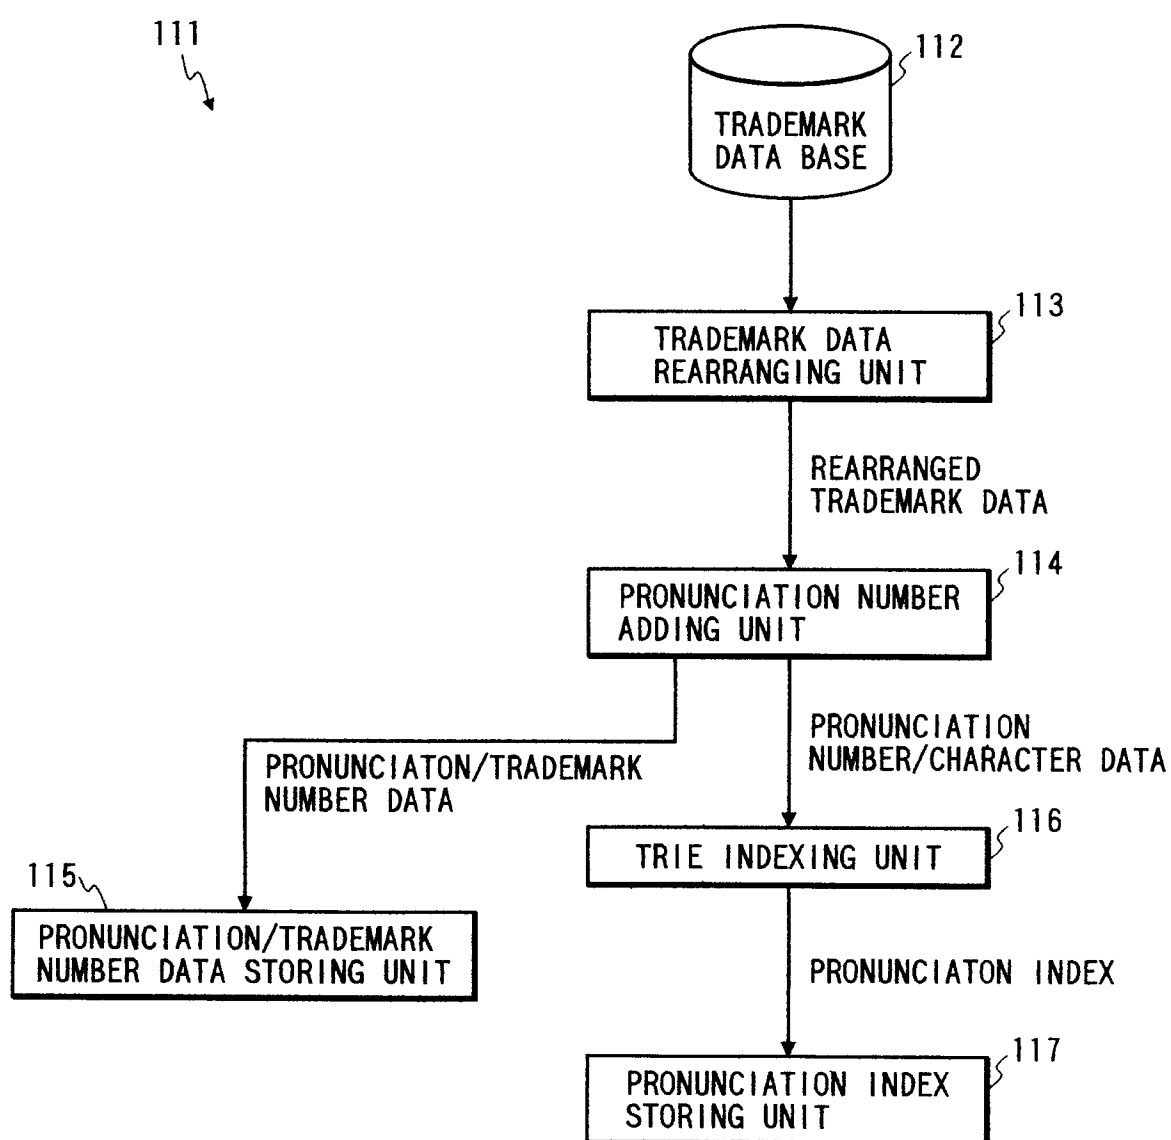 111
112
TRADEMARK
DATA BASE
113
TRADEMARK DATA
REARRANGING UNIT
REARRANGED
TRADEMARK DATA
114
PRONUNCIATION NUMBER
ADDING UNIT
PRONUNCIATION
NUMBER/CHARACTER DATA
PRONUNCIATON/TRADEMARK
NUMBER DATA
116
TRIE INDEXING UNIT
115
PRONUNCIATION/TRADEMARK
NUMBER DATA STORING UNIT
PRONUNCIATON INDEX
117
PRONUNCIATION INDEX
STORING UNIT